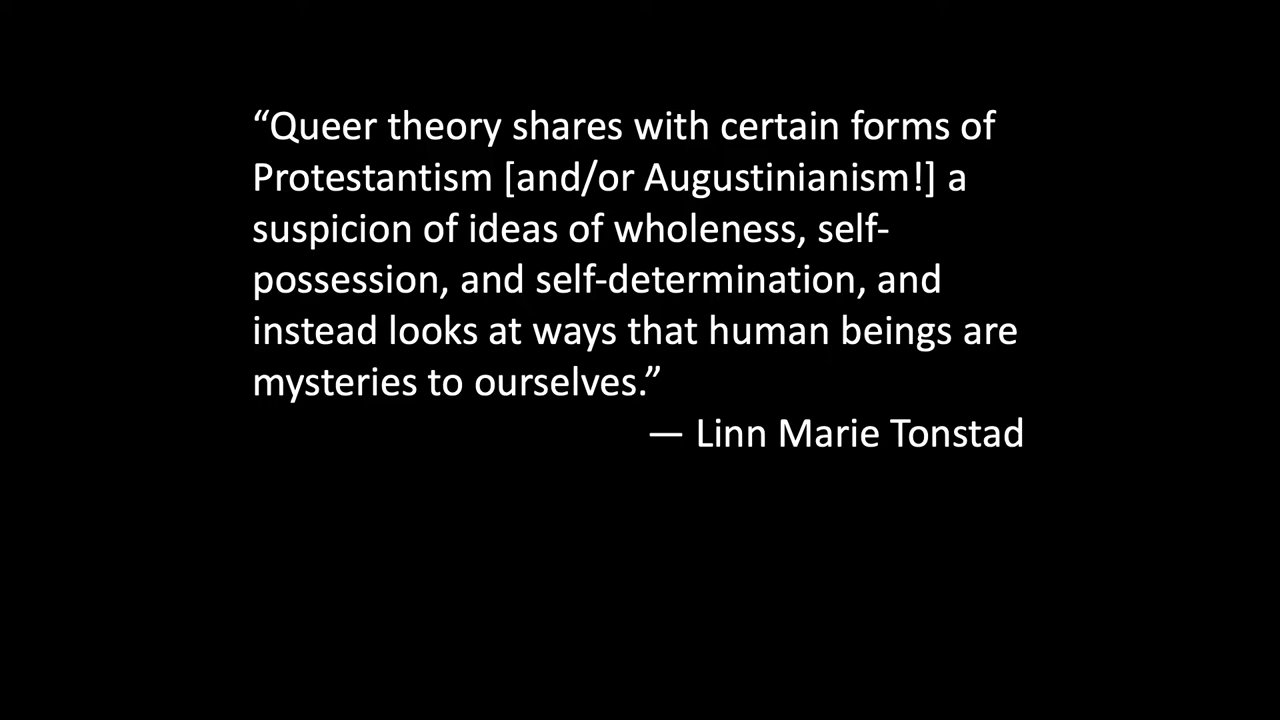 “Queer theory shares with certain forms of
Protestantism [and/or Augustinianism!] a
suspicion of ideas of wholeness, self-
possession, and self-determination, and
instead looks at ways that human beings are
mysteries to ourselves.”
— Linn Marie Tonstad